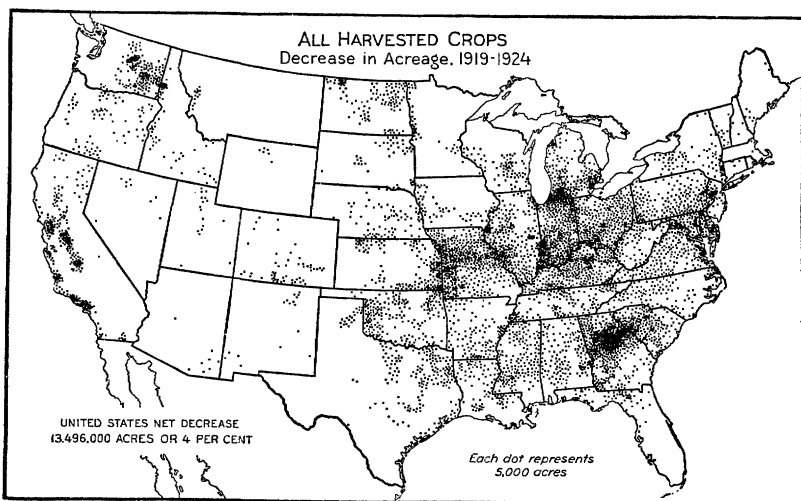 ALL HARVESTED CROPS
Decrease in Acreage, 1919-1924
UNITED STATES NET DECREASE
13,496,000 ACRES OR 4 PER CENT
Each dot represents
5,000 acres